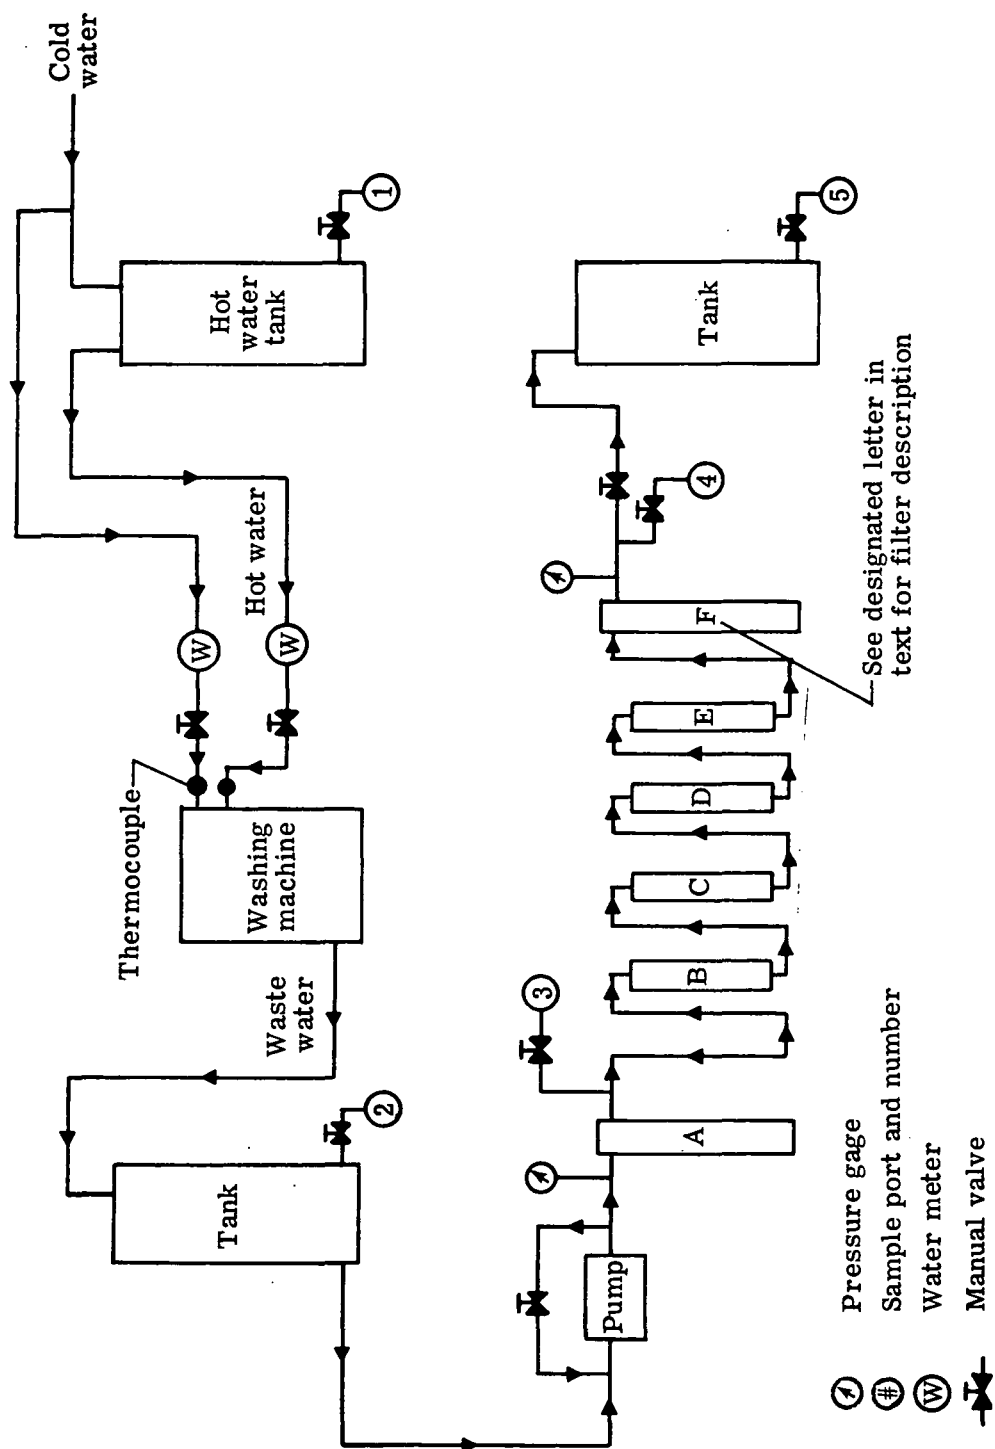 Cold
water
Hot
water
tank
1
Hot water
W
W
Thermocouple
Washing
machine
Waste
water
Tank
2
Pump
A
3
B
C
D
E
F
4
Tank
5
See designated letter in
text for filter description
Pressure gage
# Sample port and number
W Water meter
Manual valve